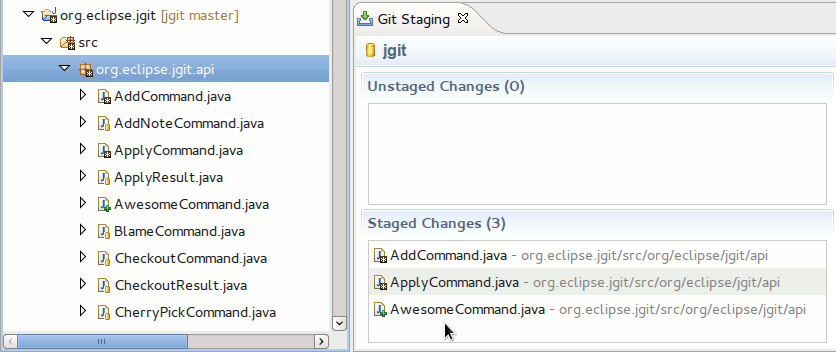 org.eclipse.jgit [jgit master]
src
org.eclipse.jgit.api
AddCommand.java
AddNoteCommand.java
ApplyCommand.java
ApplyResult.java
AwesomeCommand.java
BlameCommand.java
CheckoutCommand.java
CheckoutResult.java
CherryPickCommand.java
Git Staging
jgit
Unstaged Changes (0)
Staged Changes (3)
AddCommand.java - org.eclipse.jgit/src/org/eclipse/jgit/api
ApplyCommand.java - org.eclipse.jgit/src/org/eclipse/jgit/api
AwesomeCommand.java - org.eclipse.jgit/src/org/eclipse/jgit/api